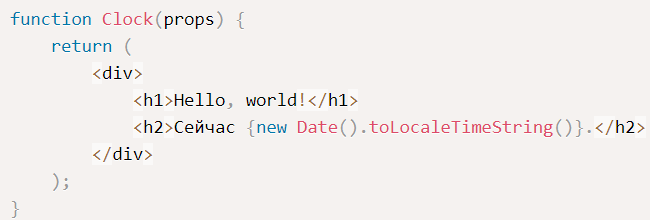 function Clock(props) {
    return (
        <div>
            <h1>Hello, world!</h1>
            <h2>Сейчас {new Date().toLocaleTimeString()}.</h2>
        </div>
    );
}